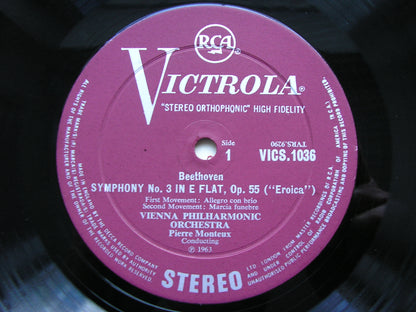 RCA
VICTROLA®
"STEREO ORTHOPHONIC" HIGH FIDELITY
Side
1
TVRS.9290
VICS.1036
Beethoven
SYMPHONY No. 3 IN E FLAT, Op. 55 ("Eroica")
First Movement: Allegro con brio
Second Movement: Marcia funebre
VIENNA PHILHARMONIC
ORCHESTRA
Pierre Monteux
Conducting
℗ 1963
STEREO